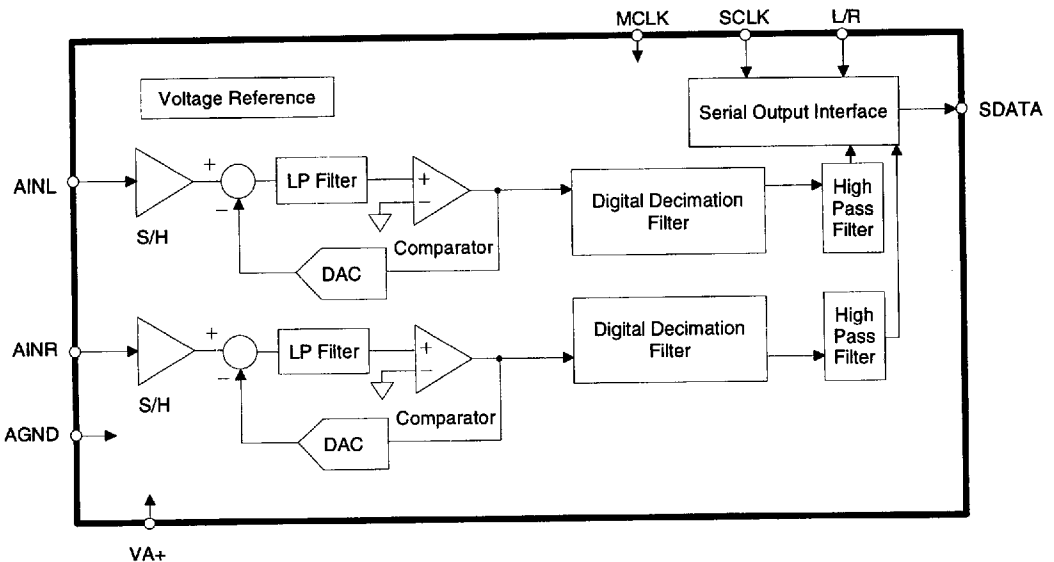 MCLK
SCLK
L/R
Voltage Reference
Serial Output Interface
SDATA
AINL
+
−
S/H
LP Filter
+
−
Comparator
DAC
Digital Decimation
Filter
High
Pass
Filter
AINR
+
−
S/H
LP Filter
+
−
Comparator
DAC
Digital Decimation
Filter
High
Pass
Filter
AGND
VA+